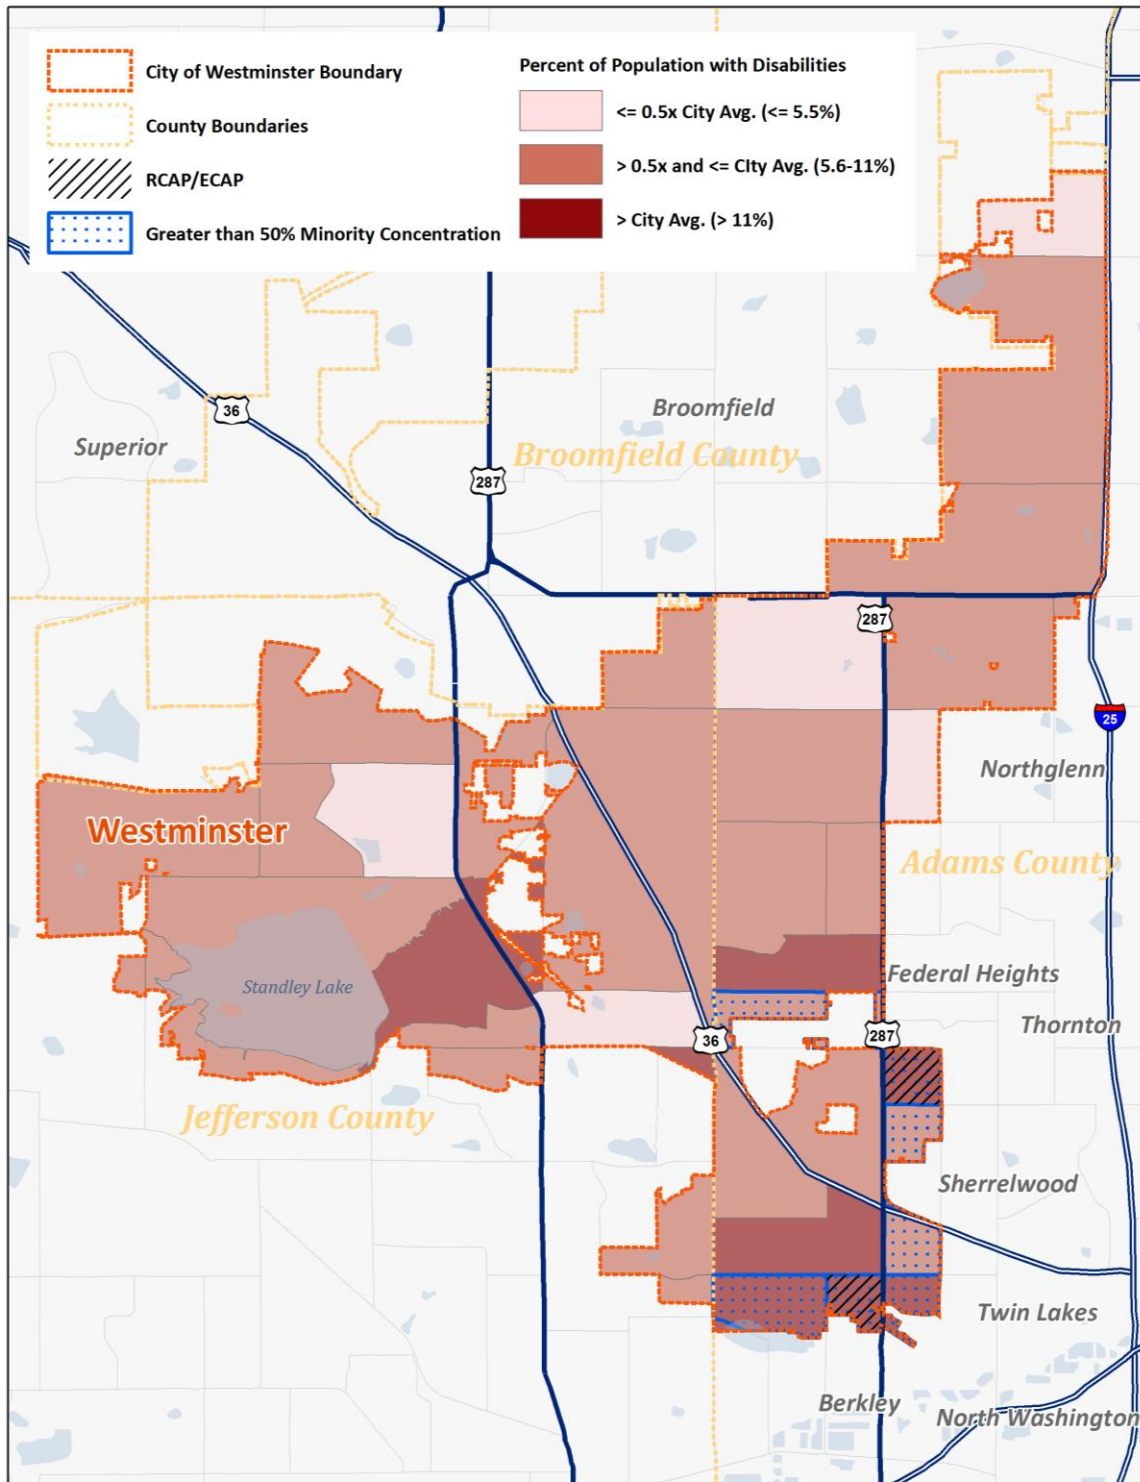 City of Westminster Boundary
County Boundaries
RCAP/ECAP
Greater than 50% Minority Concentration
Percent of Population with Disabilities
<= 0.5x City Avg. (<= 5.5%)
> 0.5x and <= CIty Avg. (5.6-11%)
> City Avg. (> 11%)
36
Superior
Broomfield
Broomfield County
287
287
25
Northglenn
Westminster
Adams County
Federal Heights
Standley Lake
Thornton
36
287
Jefferson County
Sherrelwood
Twin Lakes
Berkley
North Washington